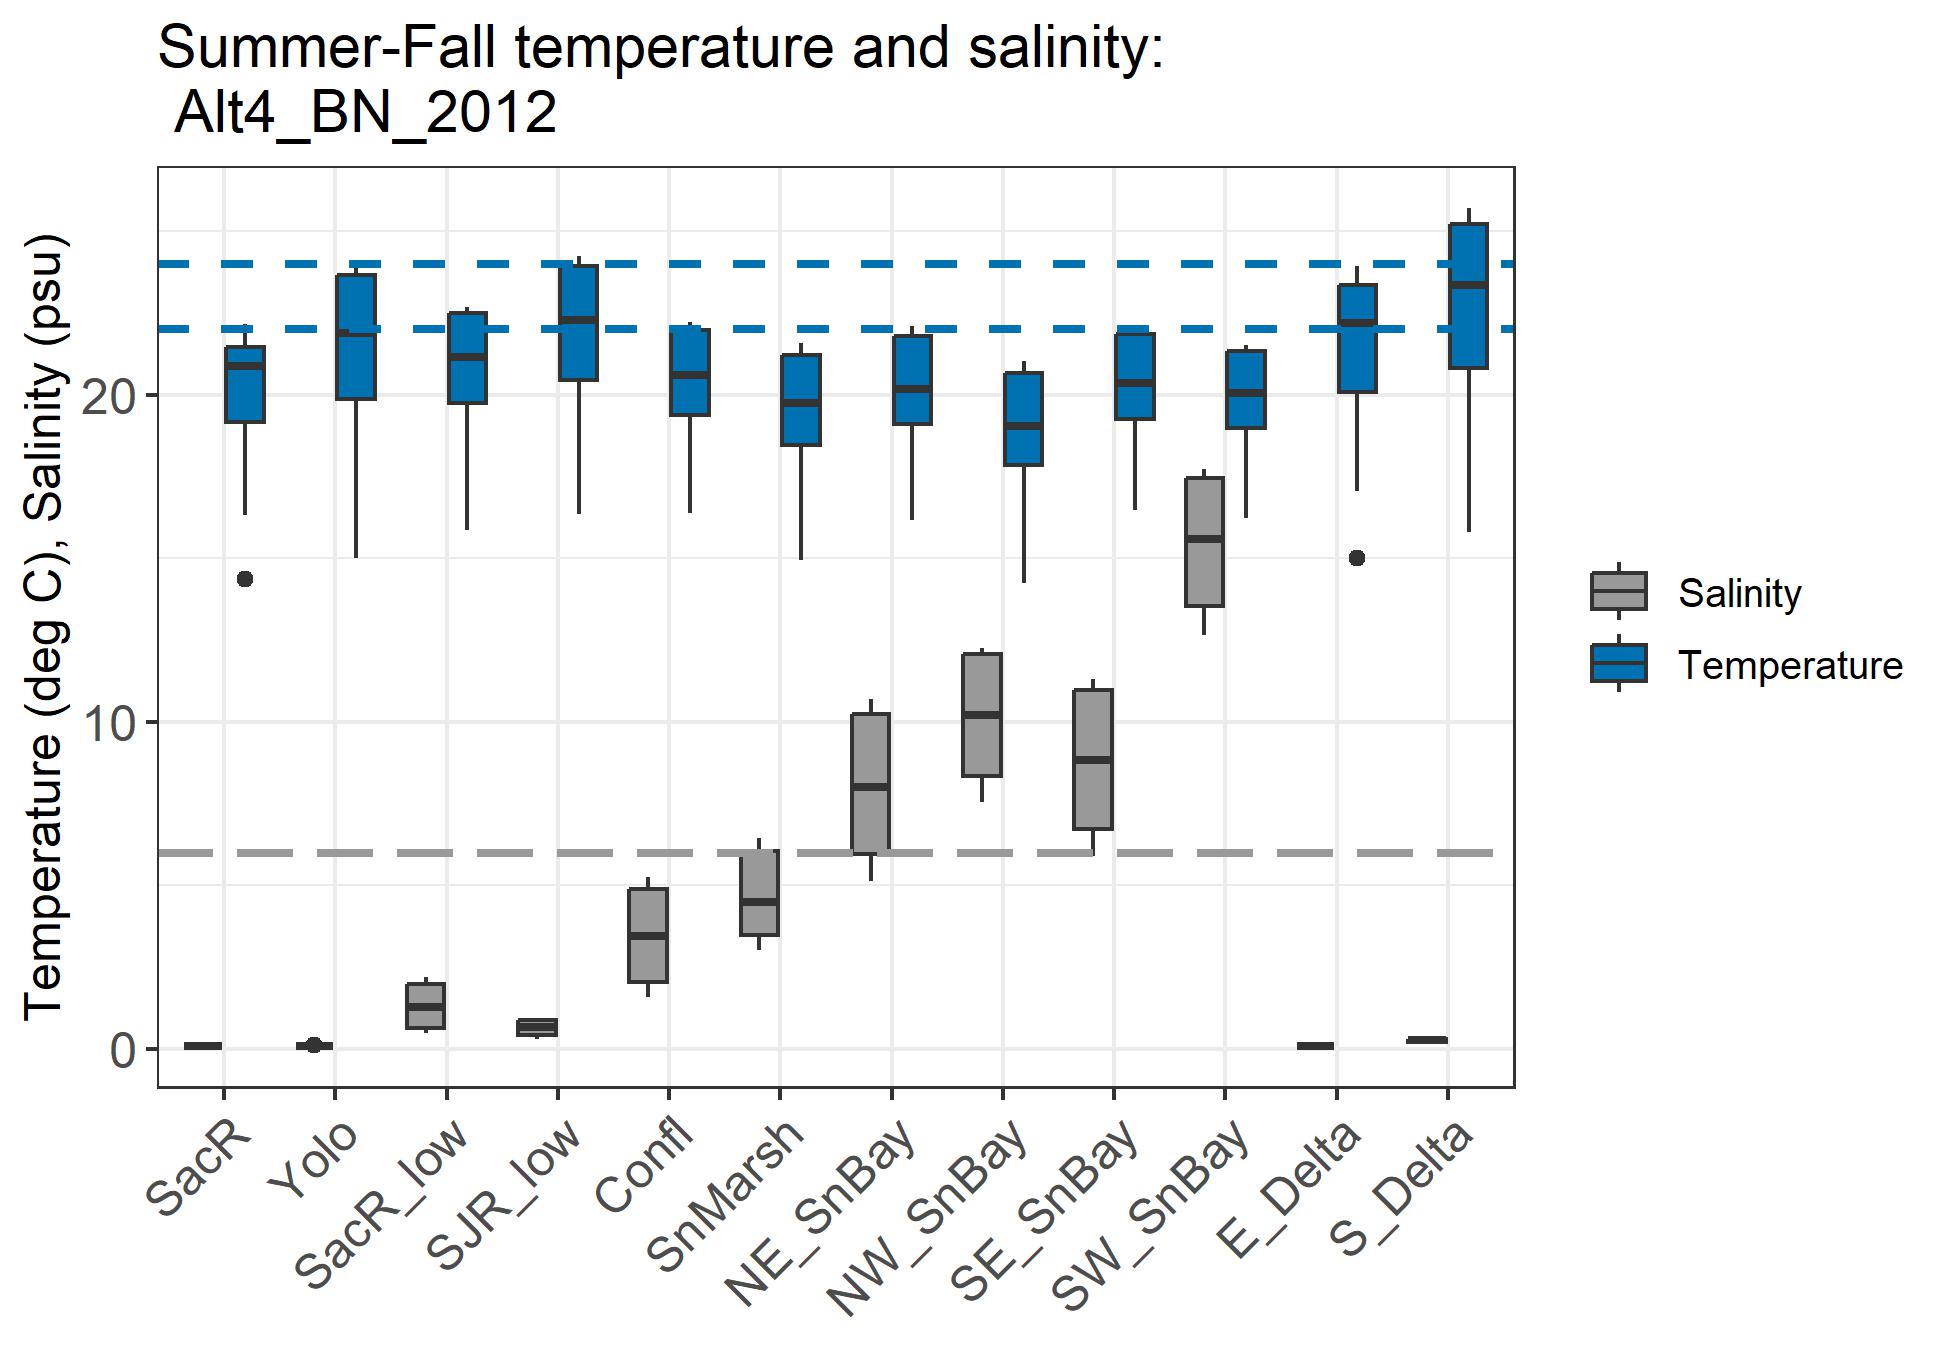 Summer-Fall temperature and salinity:
Alt4_BN_2012
Temperature (deg C), Salinity (psu)
20
10
0
SacR
Yolo
SacR_low
SJR_low
Confl
SnMarsh
NE_SnBay
NW_SnBay
SE_SnBay
SW_SnBay
E_Delta
S_Delta
Salinity
Temperature